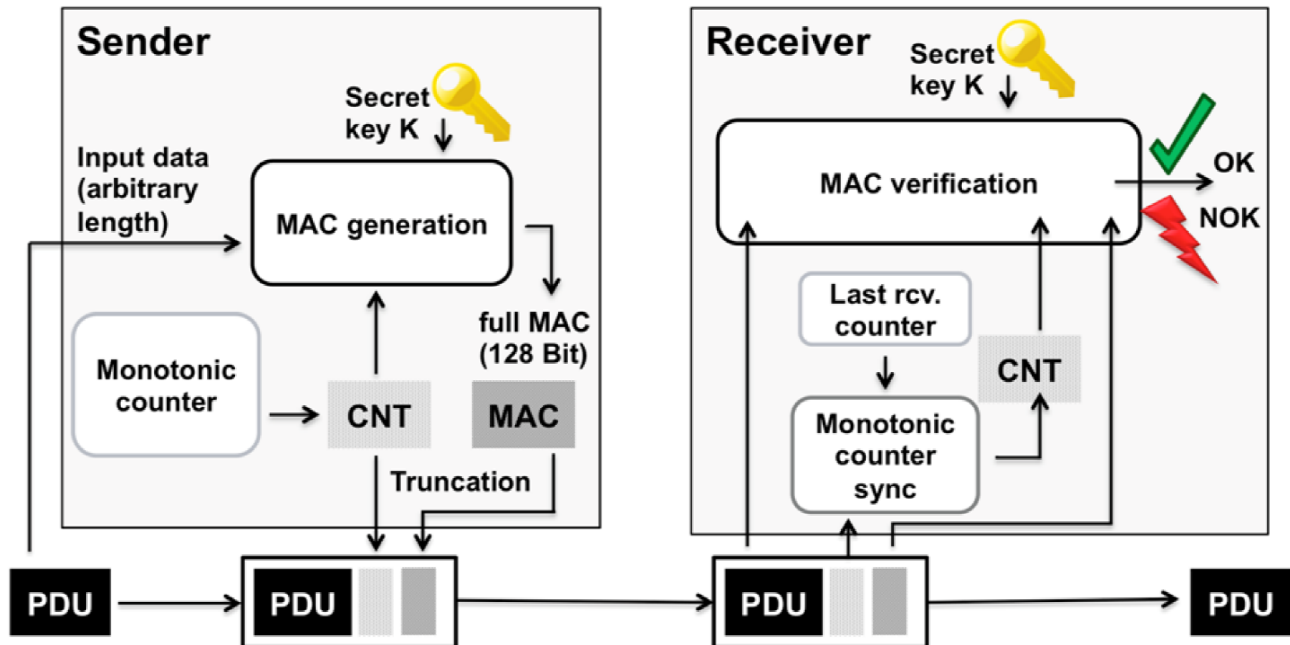 Sender
Secret
key K
Input data
(arbitrary
length)
MAC generation
full MAC
(128 Bit)
Monotonic
counter
CNT
MAC
Truncation
PDU
PDU
Receiver
Secret
key K
MAC verification
OK
NOK
Last rcv.
counter
CNT
Monotonic
counter
sync
PDU
PDU